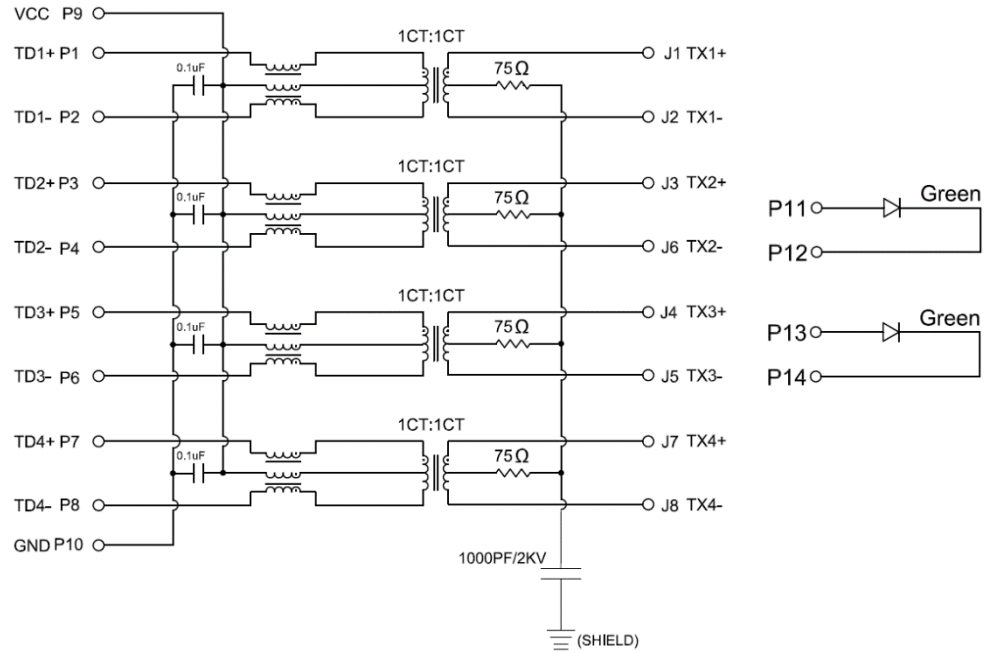 VCC P9
1CT:1CT
TD1+ P1
J1 TX1+
0.1uF
75Ω
TD1- P2
J2 TX1-
1CT:1CT
TD2+ P3
J3 TX2+
0.1uF
75Ω
TD2- P4
J6 TX2-
1CT:1CT
TD3+ P5
J4 TX3+
0.1uF
75Ω
TD3- P6
J5 TX3-
1CT:1CT
TD4+ P7
J7 TX4+
0.1uF
75Ω
TD4- P8
J8 TX4-
GND P10
1000PF/2KV
(SHIELD)
Green
P11
P12
Green
P13
P14